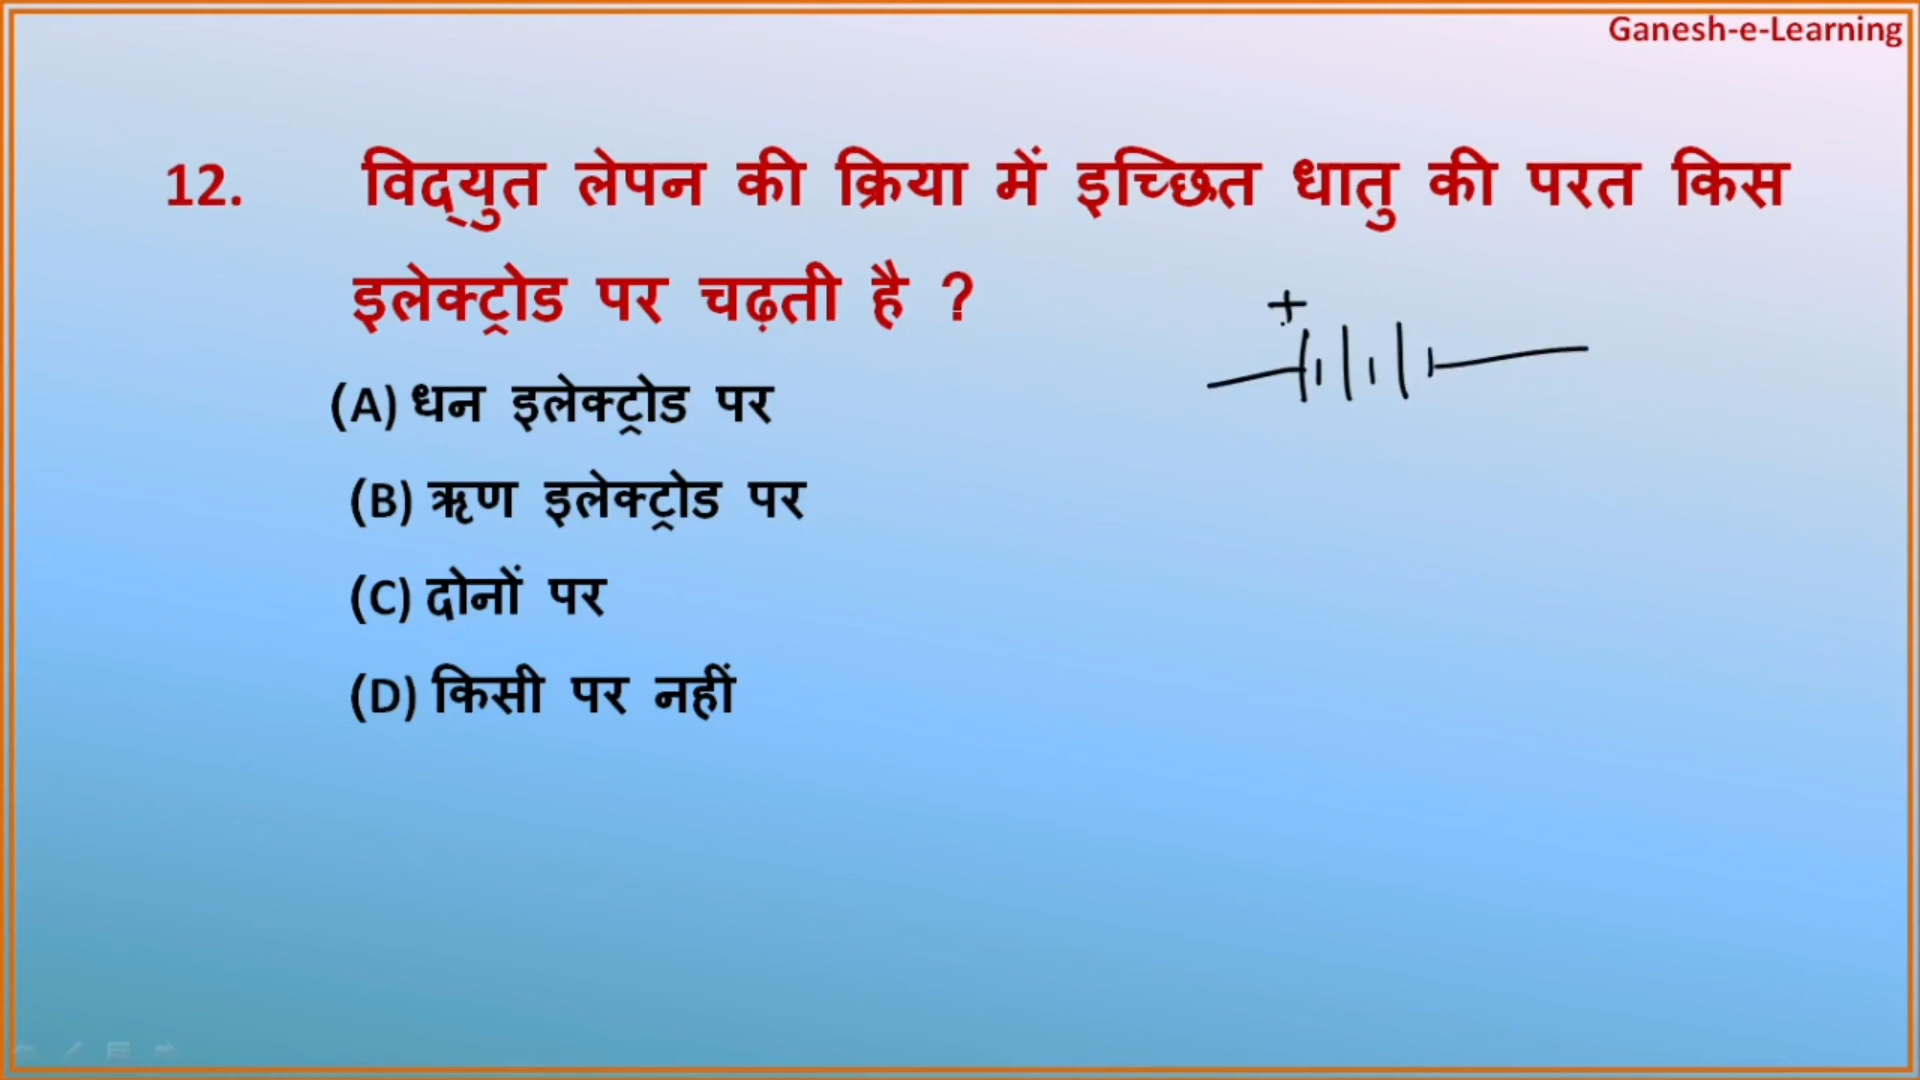 Ganesh-e-Learning
12. विद्युत लेपन की क्रिया में इच्छित धातु की परत किस
इलेक्ट्रोड पर चढ़ती है ?
+
(A) धन इलेक्ट्रोड पर
(B) ऋण इलेक्ट्रोड पर
(C) दोनों पर
(D) किसी पर नहीं